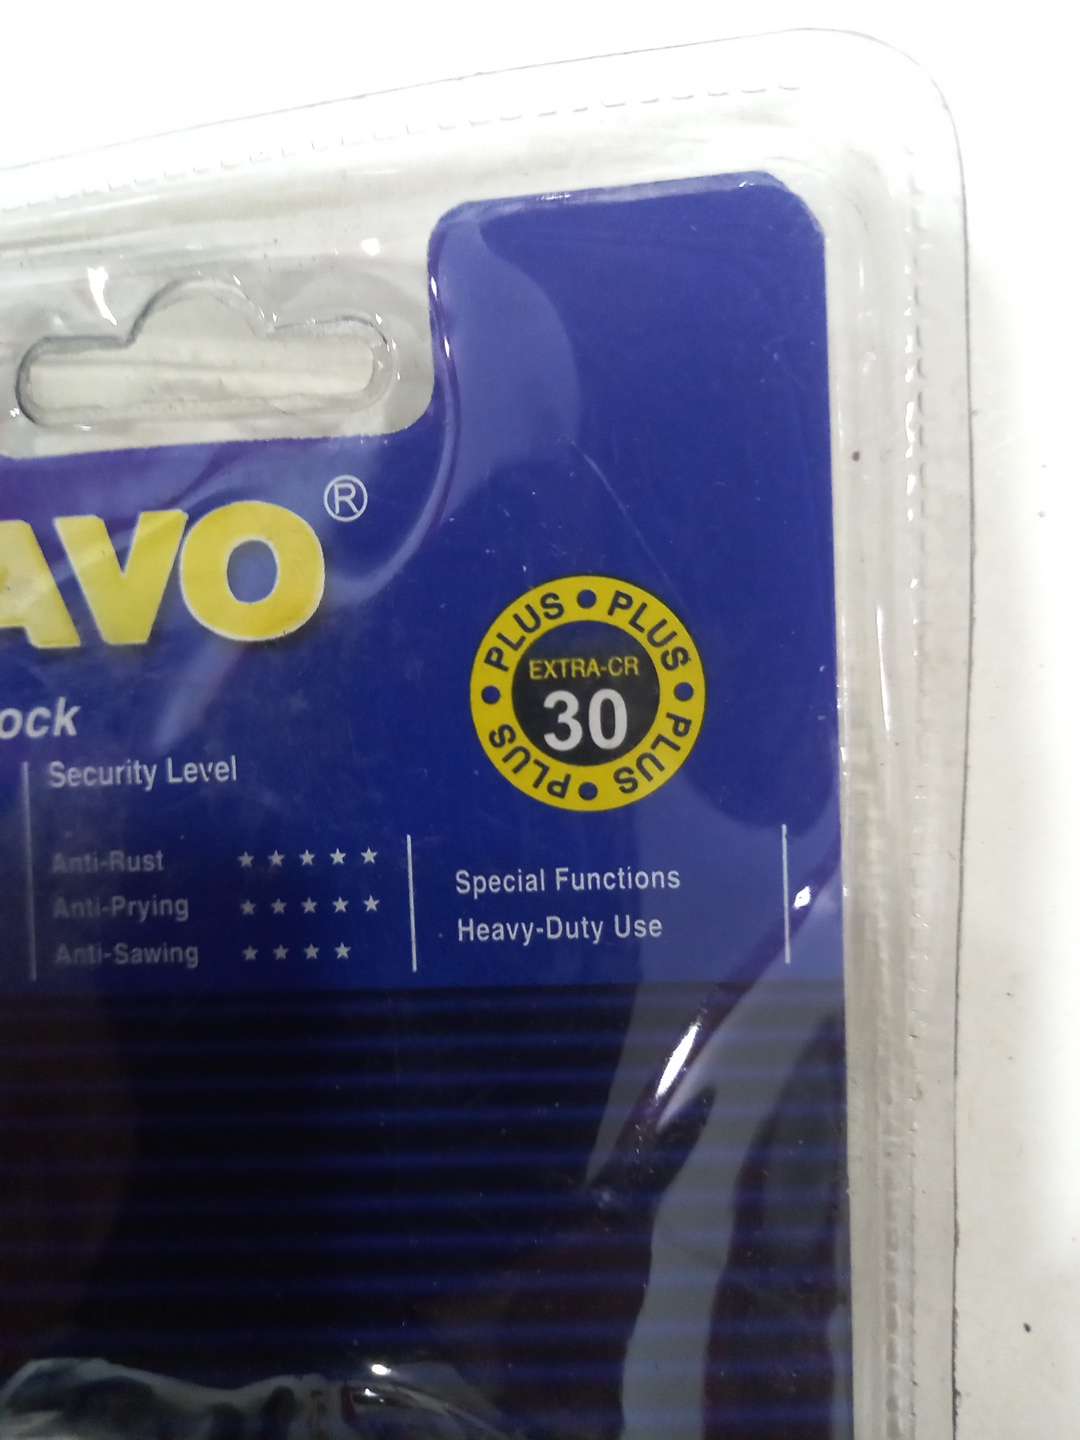 AVO®
PLUS • PLUS • PLUS • PLUS •
EXTRA-CR
30
ock
Security Level
Anti-Rust ★★★★★
Anti-Prying ★★★★★
Anti-Sawing ★★★★
Special Functions
Heavy-Duty Use